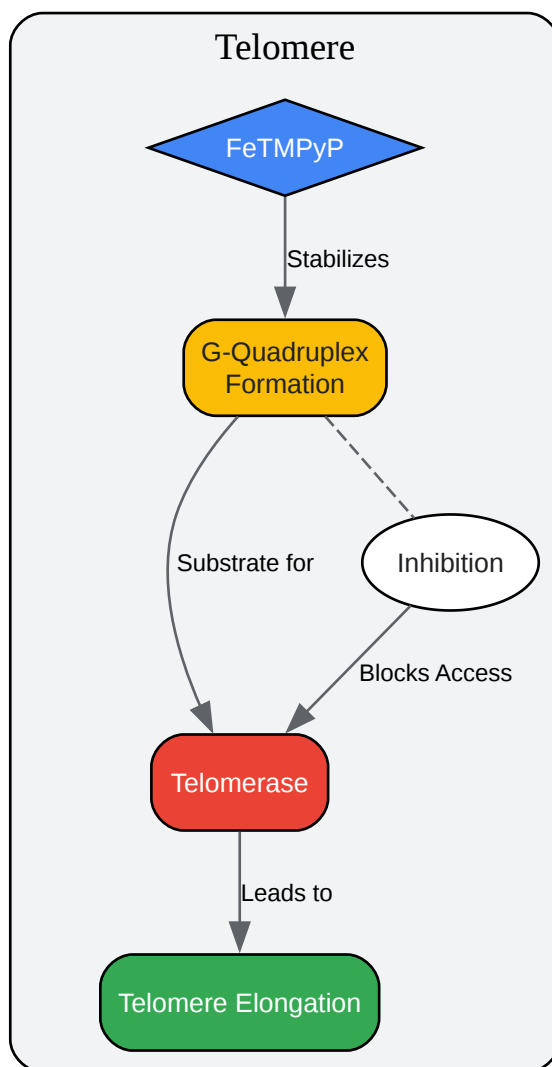 Telomere
FeTMPyP
Stabilizes
G-Quadruplex
Formation
Substrate for
Inhibition
Blocks Access
Telomerase
Leads to
Telomere Elongation